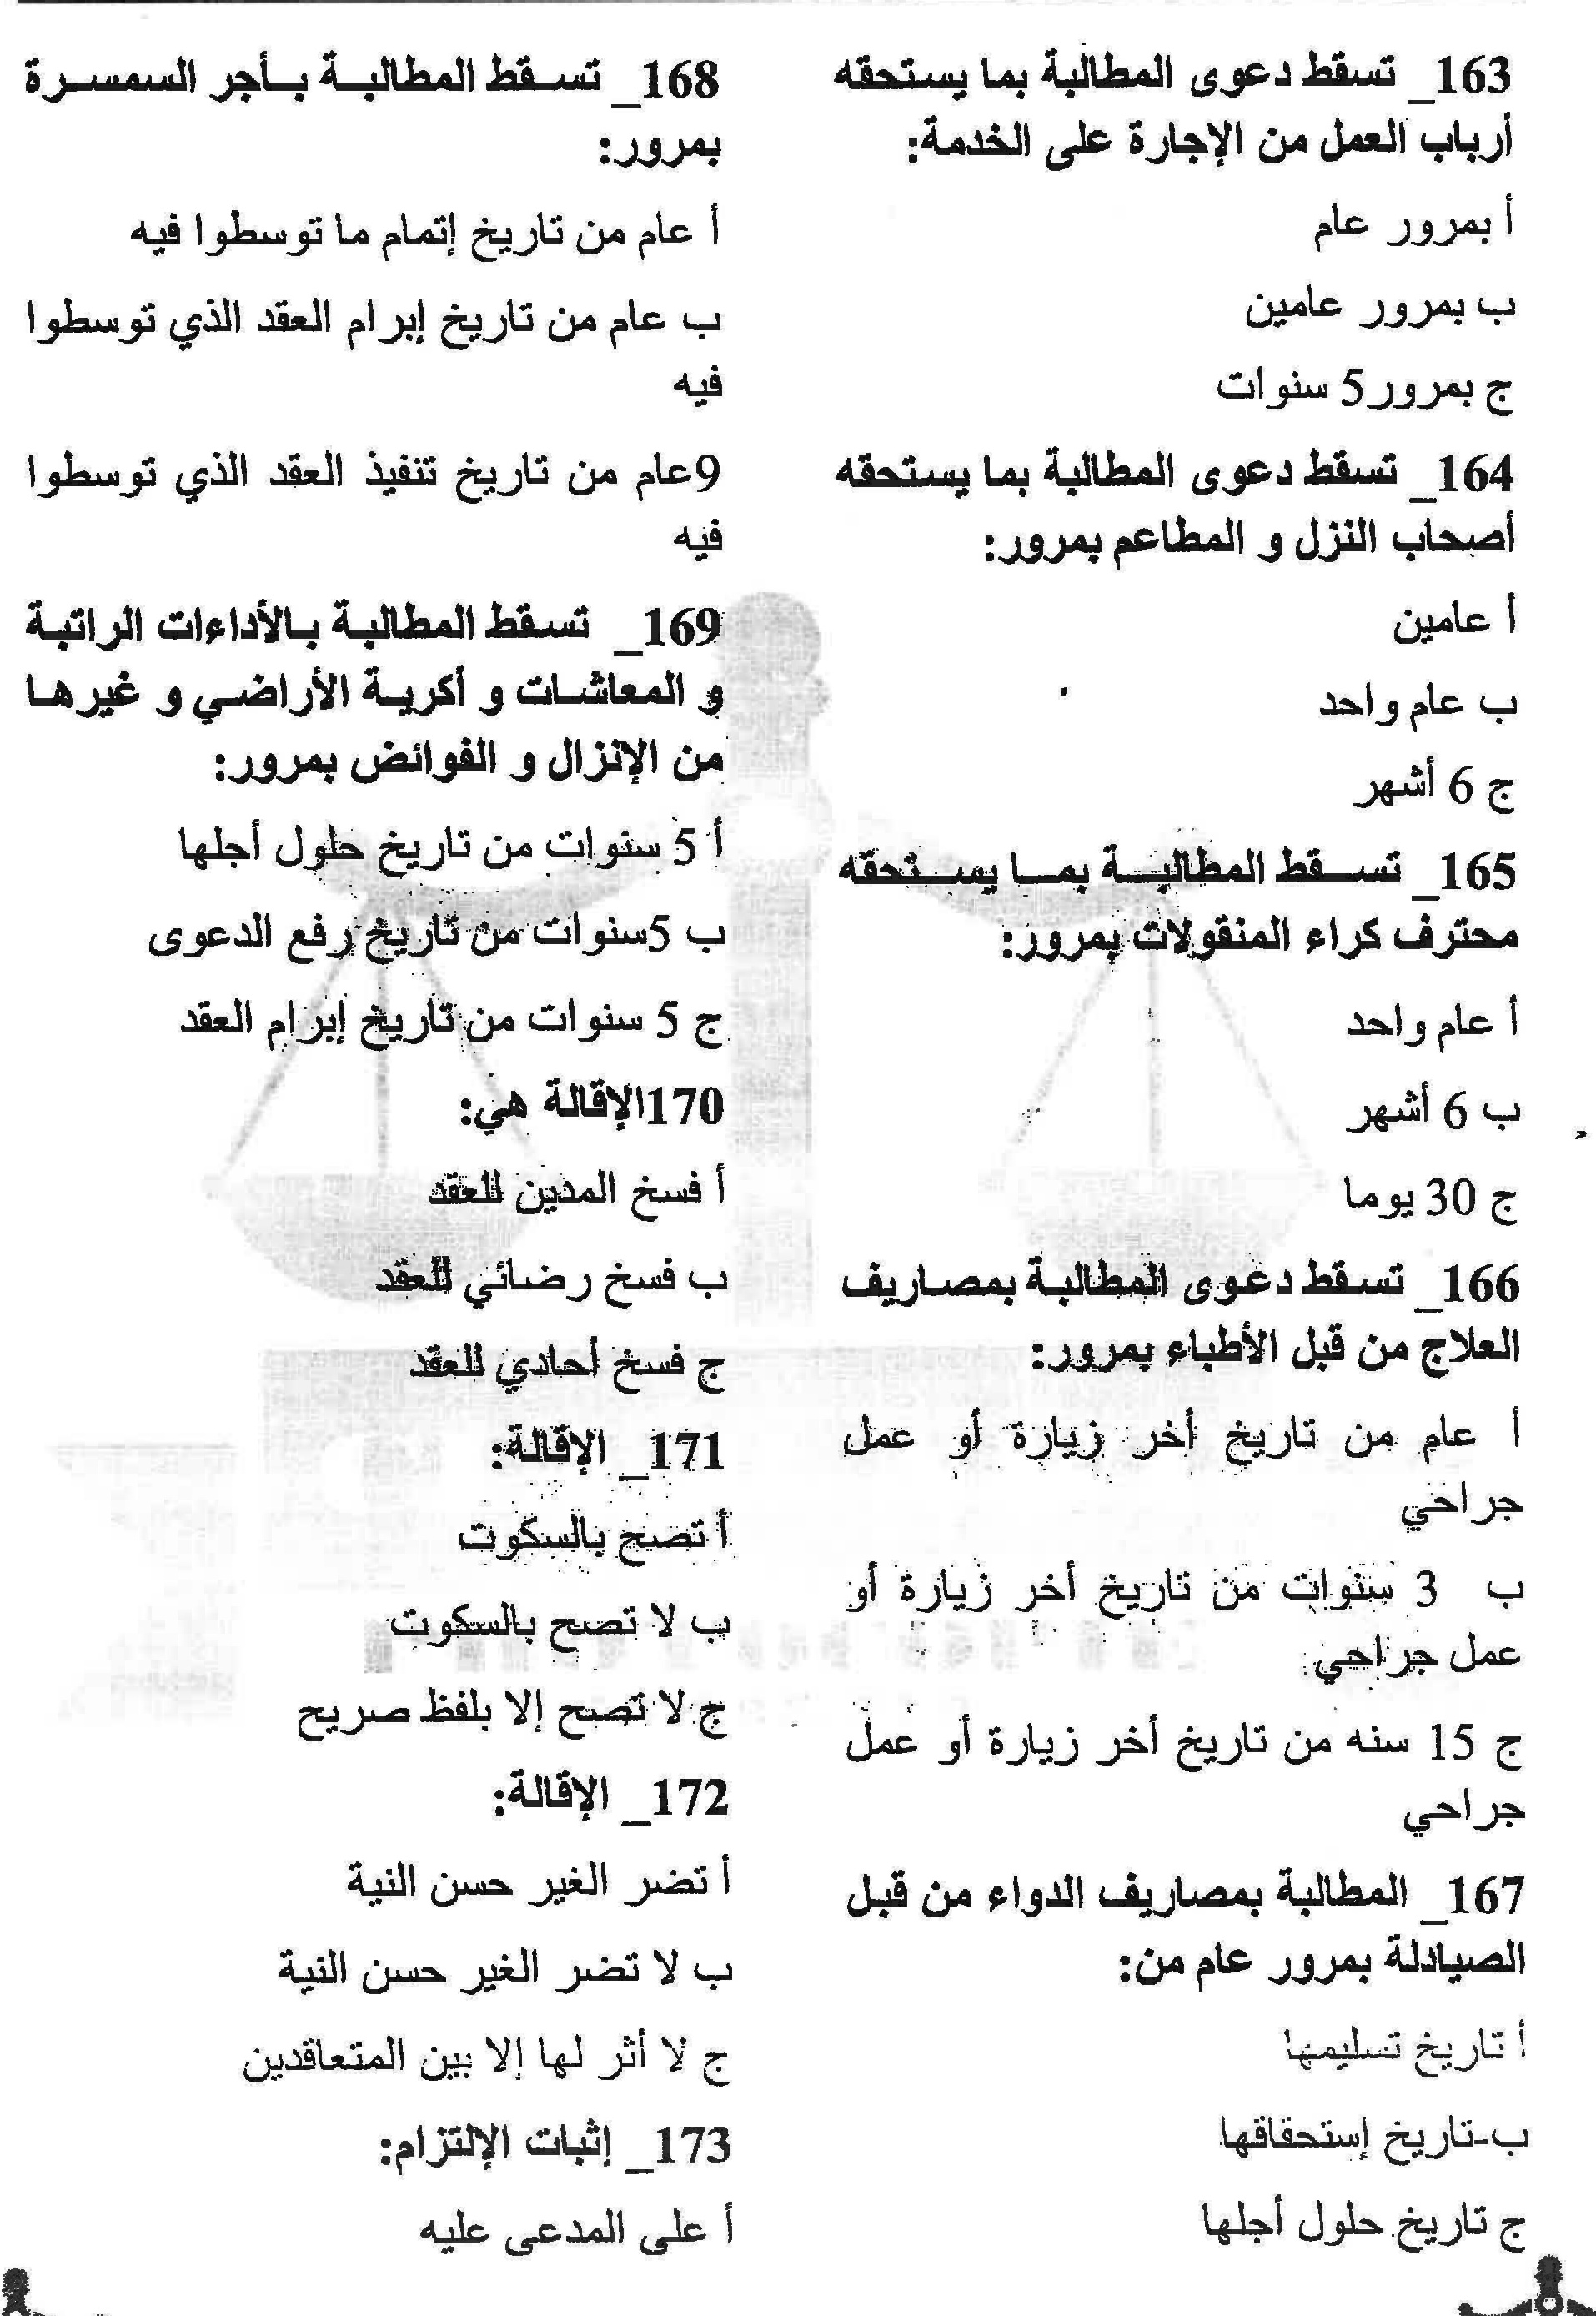 163_ تسقط دعوى المطالبة بما يستحقه
أرباب العمل من الإجارة على الخدمة:
أ بمرور عام
ب بمرور عامين
ج بمرور5 سنوات
164_ تسقط دعوى المطالبة بما يستحقه
أصحاب النزل و المطاعم بمرور:
أ عامين
ب عام واحد
ج 6 أشهر
165_ تسقط المطالبة بما يستحقه
محترف كراء المنقولات بمرور:
أ عام واحد
ب 6 أشهر
ج 30 يوما
166_ تسقط دعوى المطالبة بمصاريف
العلاج من قبل الأطباء بمرور:
أ عام من تاريخ أخر زيارة أو عمل
جراحي
ب 3 سنوات من تاريخ أخر زيارة أو
عمل جراحي
ج 15 سنه من تاريخ أخر زيارة أو عمل
جراحي
167_ المطالبة بمصاريف الدواء من قبل
الصيادلة بمرور عام من:
أ تاريخ تسليمها
ب-تاريخ إستحقاقها
ج تاريخ حلول أجلها
168_ تسقط المطالبة بأجر السمسرة
بمرور:
أ عام من تاريخ إتمام ما توسطوا فيه
ب عام من تاريخ إبرام العقد الذي توسطوا
فيه
9عام من تاريخ تنفيذ العقد الذي توسطوا
فيه
169_ تسقط المطالبة بالأداءات الراتبة
و المعاشات و أكرية الأراضي و غيرها
من الإنزال و الفوائض بمرور:
أ 5 سنوات من تاريخ حلول أجلها
ب 5سنوات من تاريخ رفع الدعوى
ج 5 سنوات من تاريخ إبرام العقد
170الإقالة هي:
أ فسخ المدين للعقد
ب فسخ رضائي للعقد
ج فسخ أحادي للعقد
171_ الإقالة:
أ تصح بالسكوت
ب لا تصح بالسكوت
ج لا تصح إلا بلفظ صريح
172_ الإقالة:
أ تضر الغير حسن النية
ب لا تضر الغير حسن النية
ج لا أثر لها إلا بين المتعاقدين
173_ إثبات الإلتزام:
أ على المدعى عليه